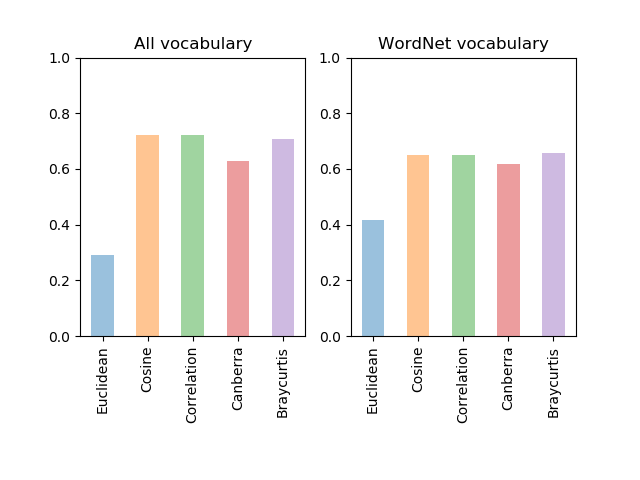 All vocabulary
1.0
0.8
0.6
0.4
0.2
0.0
Euclidean
Cosine
Correlation
Canberra
Braycurtis
WordNet vocabulary
1.0
0.8
0.6
0.4
0.2
0.0
Euclidean
Cosine
Correlation
Canberra
Braycurtis